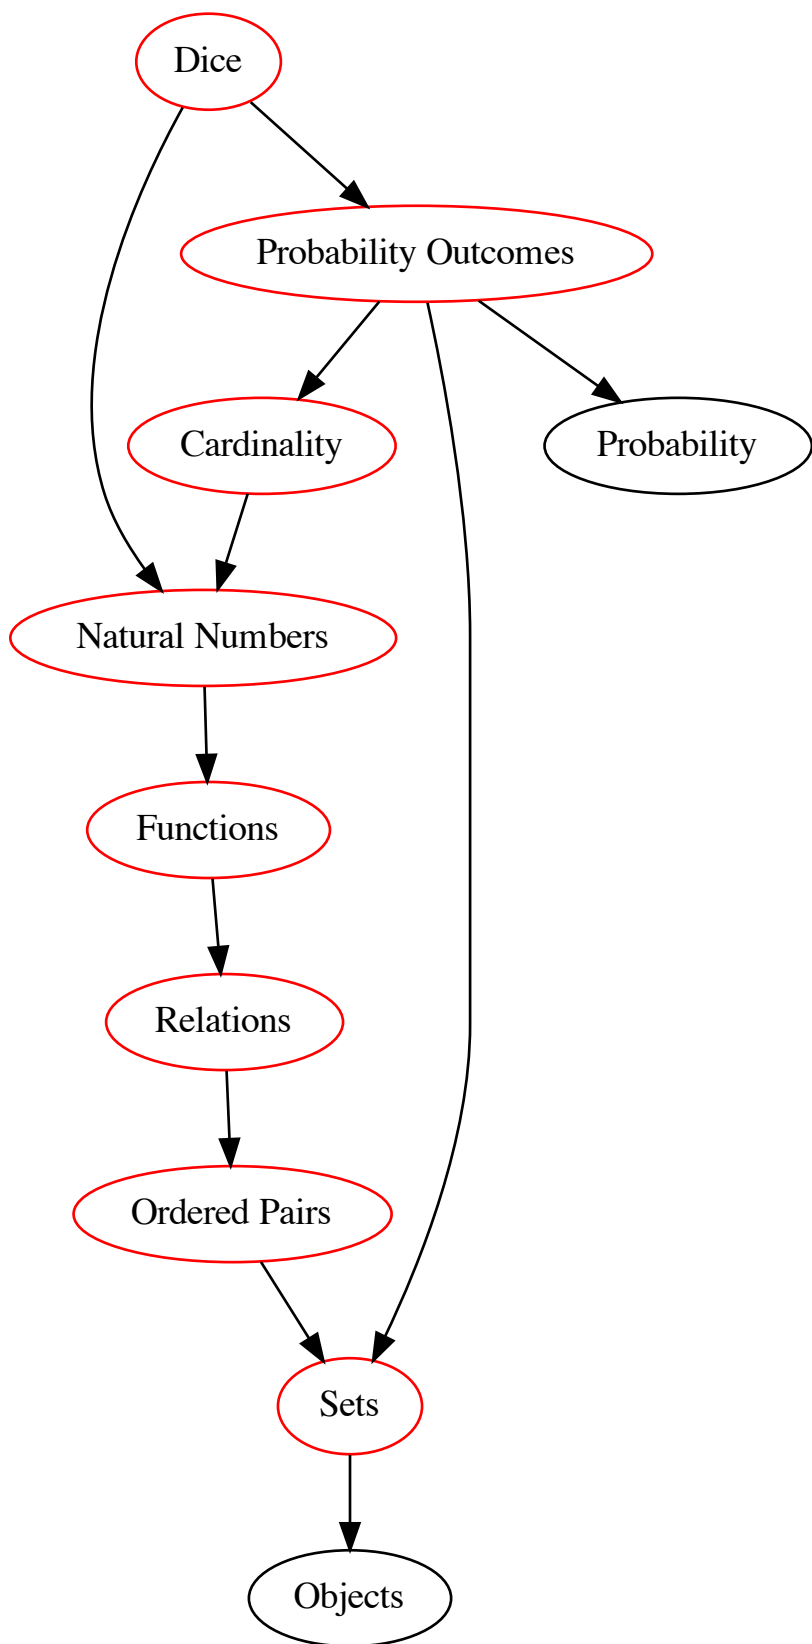 Dice
Probability Outcomes
Cardinality
Probability
Natural Numbers
Functions
Relations
Ordered Pairs
Sets
Objects